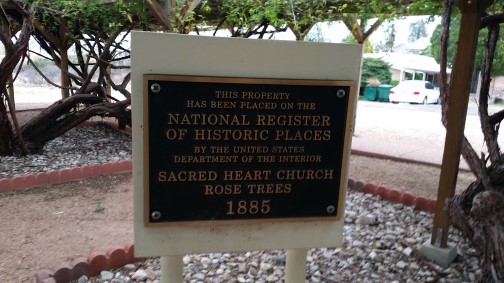 THIS PROPERTY
HAS BEEN PLACED ON THE
NATIONAL REGISTER
OF HISTORIC PLACES
BY THE UNITED STATES
DEPARTMENT OF THE INTERIOR
SACRED HEART CHURCH
ROSE TREES
1885